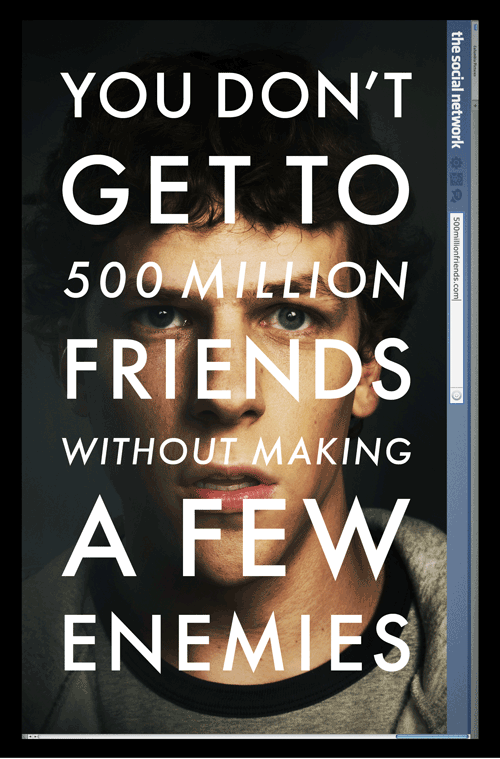 YOU DON'T
GET TO
500 MILLION
FRIENDS
WITHOUT MAKING
A FEW
ENEMIES
the social network
500millionfriends.com